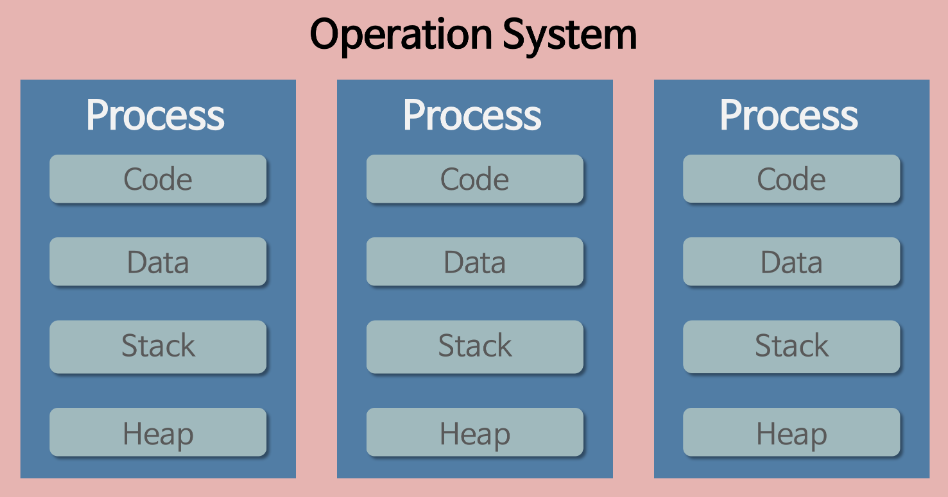 Operation System
Process
Code
Data
Stack
Heap
Process
Code
Data
Stack
Heap
Process
Code
Data
Stack
Heap